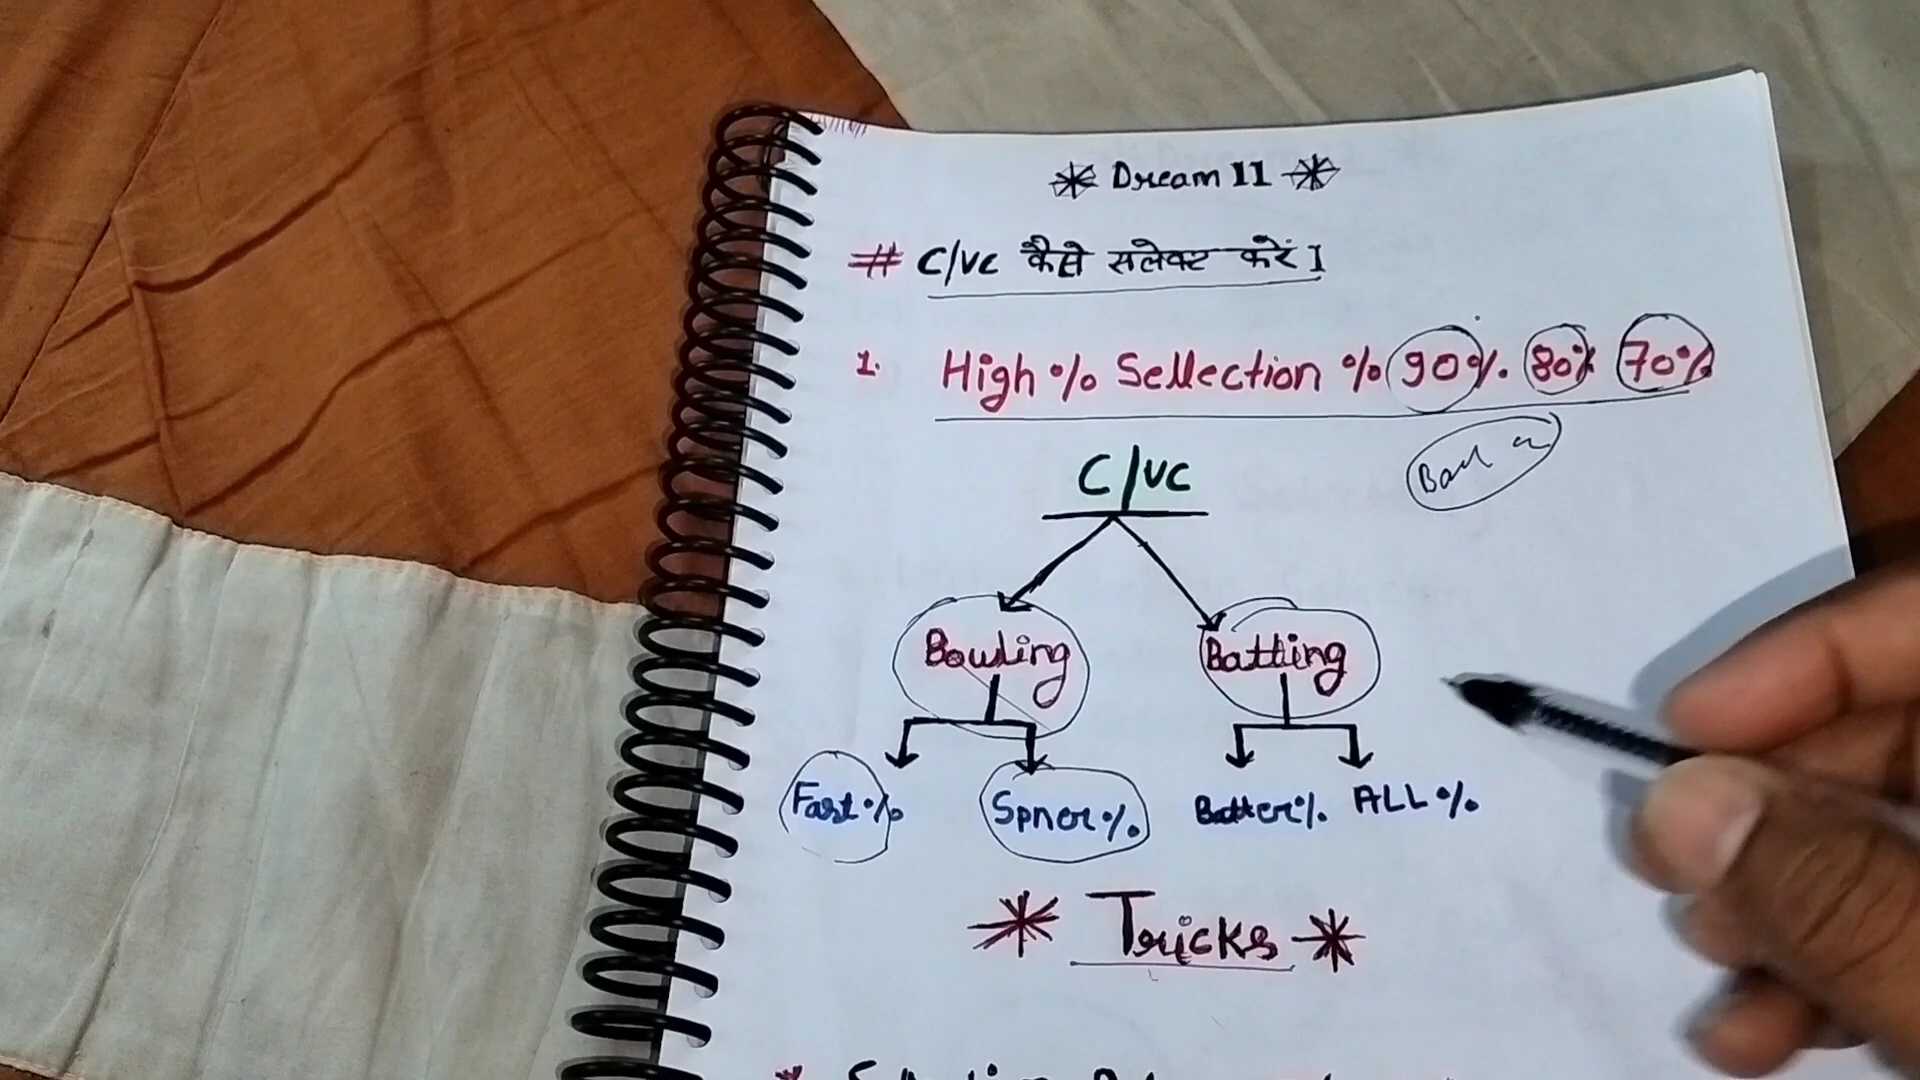 * Dream 11 *
# C/VC कैसे सलेक्ट करें I
1. High % Sellection % 90%. 80% 70%
C/VC
Bowling Batting
Fast % Spner % Batter % ALL %
* Tricks *